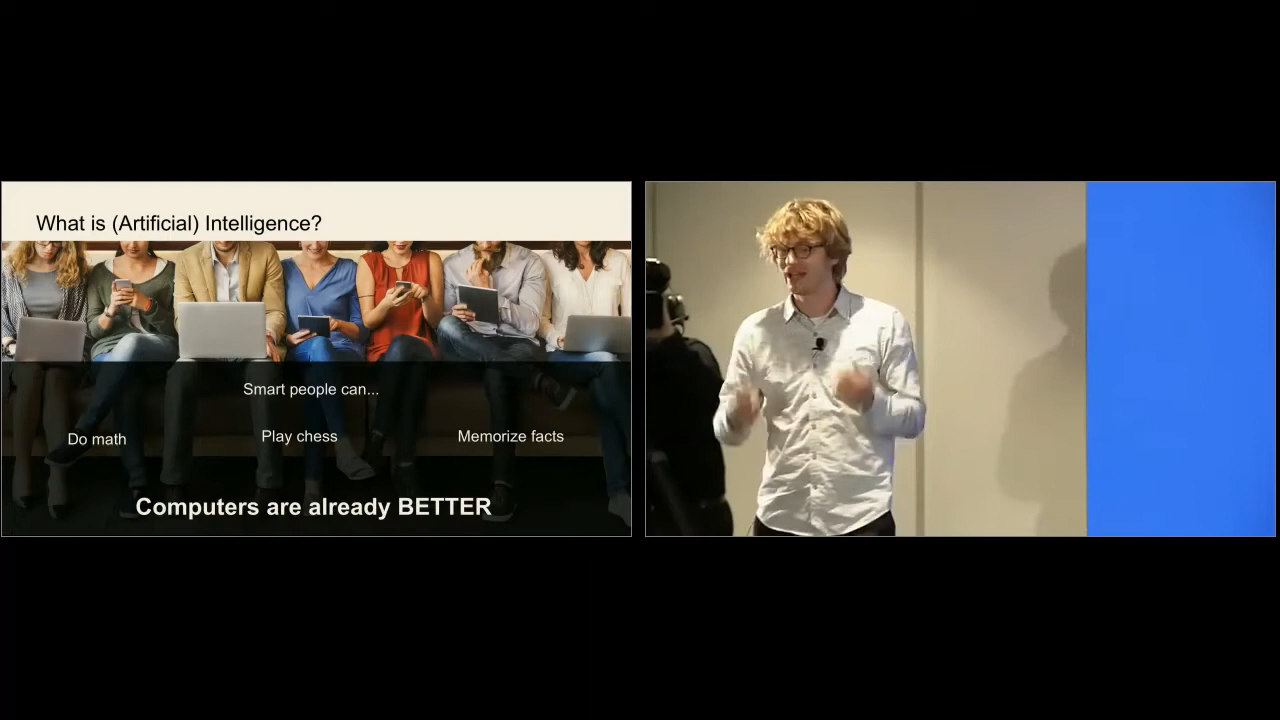 What is (Artificial) Intelligence?
Smart people can...
Do math
Play chess
Memorize facts
Computers are already BETTER